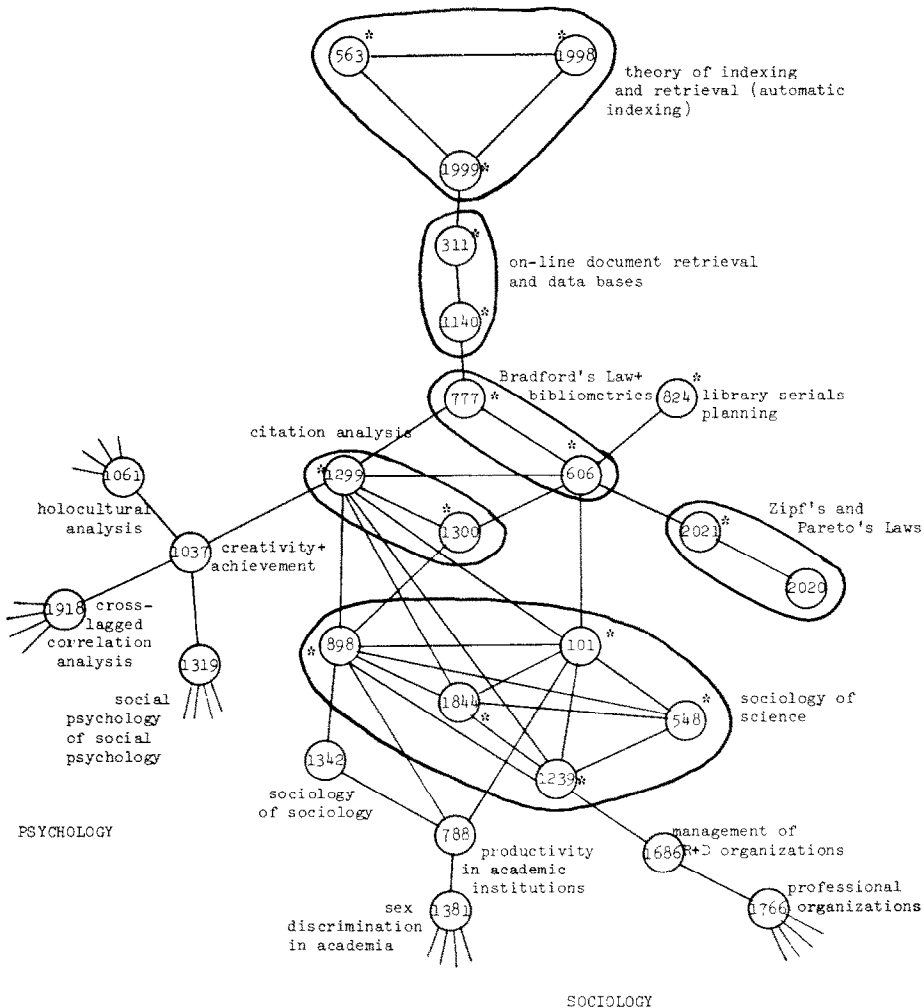 563
*
1998
*
theory of indexing
and retrieval (automatic
indexing)
1999*
311
*
on-line document retrieval
and data bases
1140
*
Bradford's Law+
bibliometrics
777
*
824
*
library serials
planning
citation analysis
*
1299
*
606
1061
holocultural
analysis
*
1300
2021
*
Zipf's and
Pareto's Laws
2020
1037
creativity+
achievement
1918
cross-
lagged
correlation
analysis
1319
social
psychology
of social
psychology
898
*
101
*
1844
*
548
*
sociology of
science
1239*
1342
sociology
of sociology
PSYCHOLOGY
788
productivity
in academic
institutions
1686
management of
R+D organizations
1381
sex
discrimination
in academia
1766
professional
organizations
SOCIOLOGY